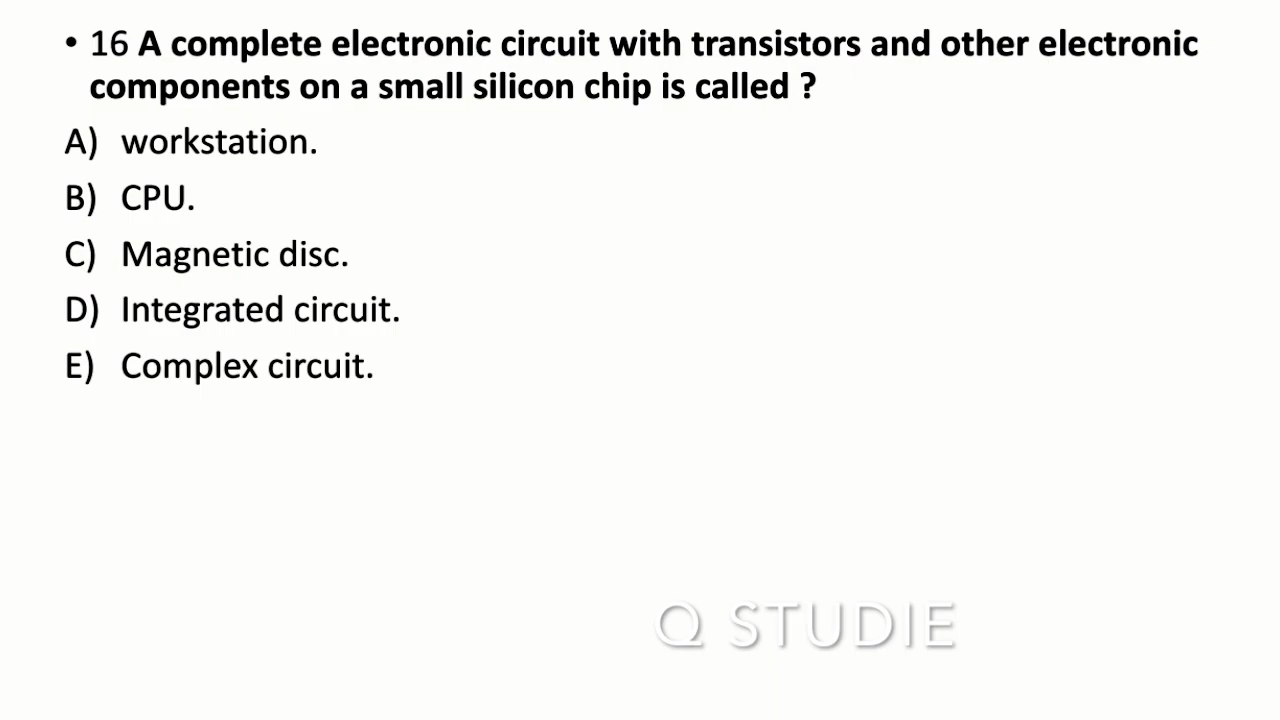 • 16 A complete electronic circuit with transistors and other electronic
components on a small silicon chip is called ?
A) workstation.
B) CPU.
C) Magnetic disc.
D) Integrated circuit.
E) Complex circuit.
Q STUDIE